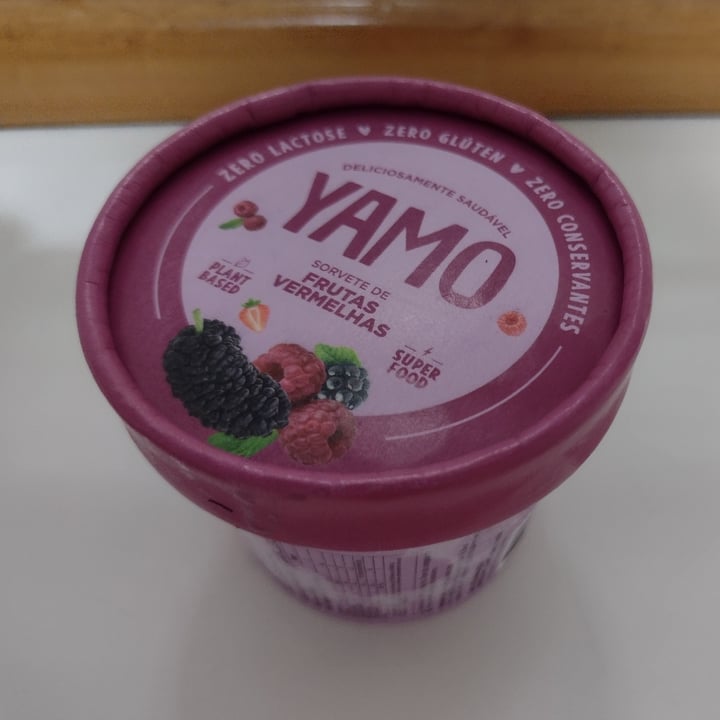 ZERO LACTOSE ♥ ZERO GLÚTEN ♥ ZERO CONSERVANTES
DELICIOSAMENTE SAUDÁVEL
YAMO
SORVETE DE
FRUTAS
VERMELHAS
PLANT
BASED
SUPER
FOOD